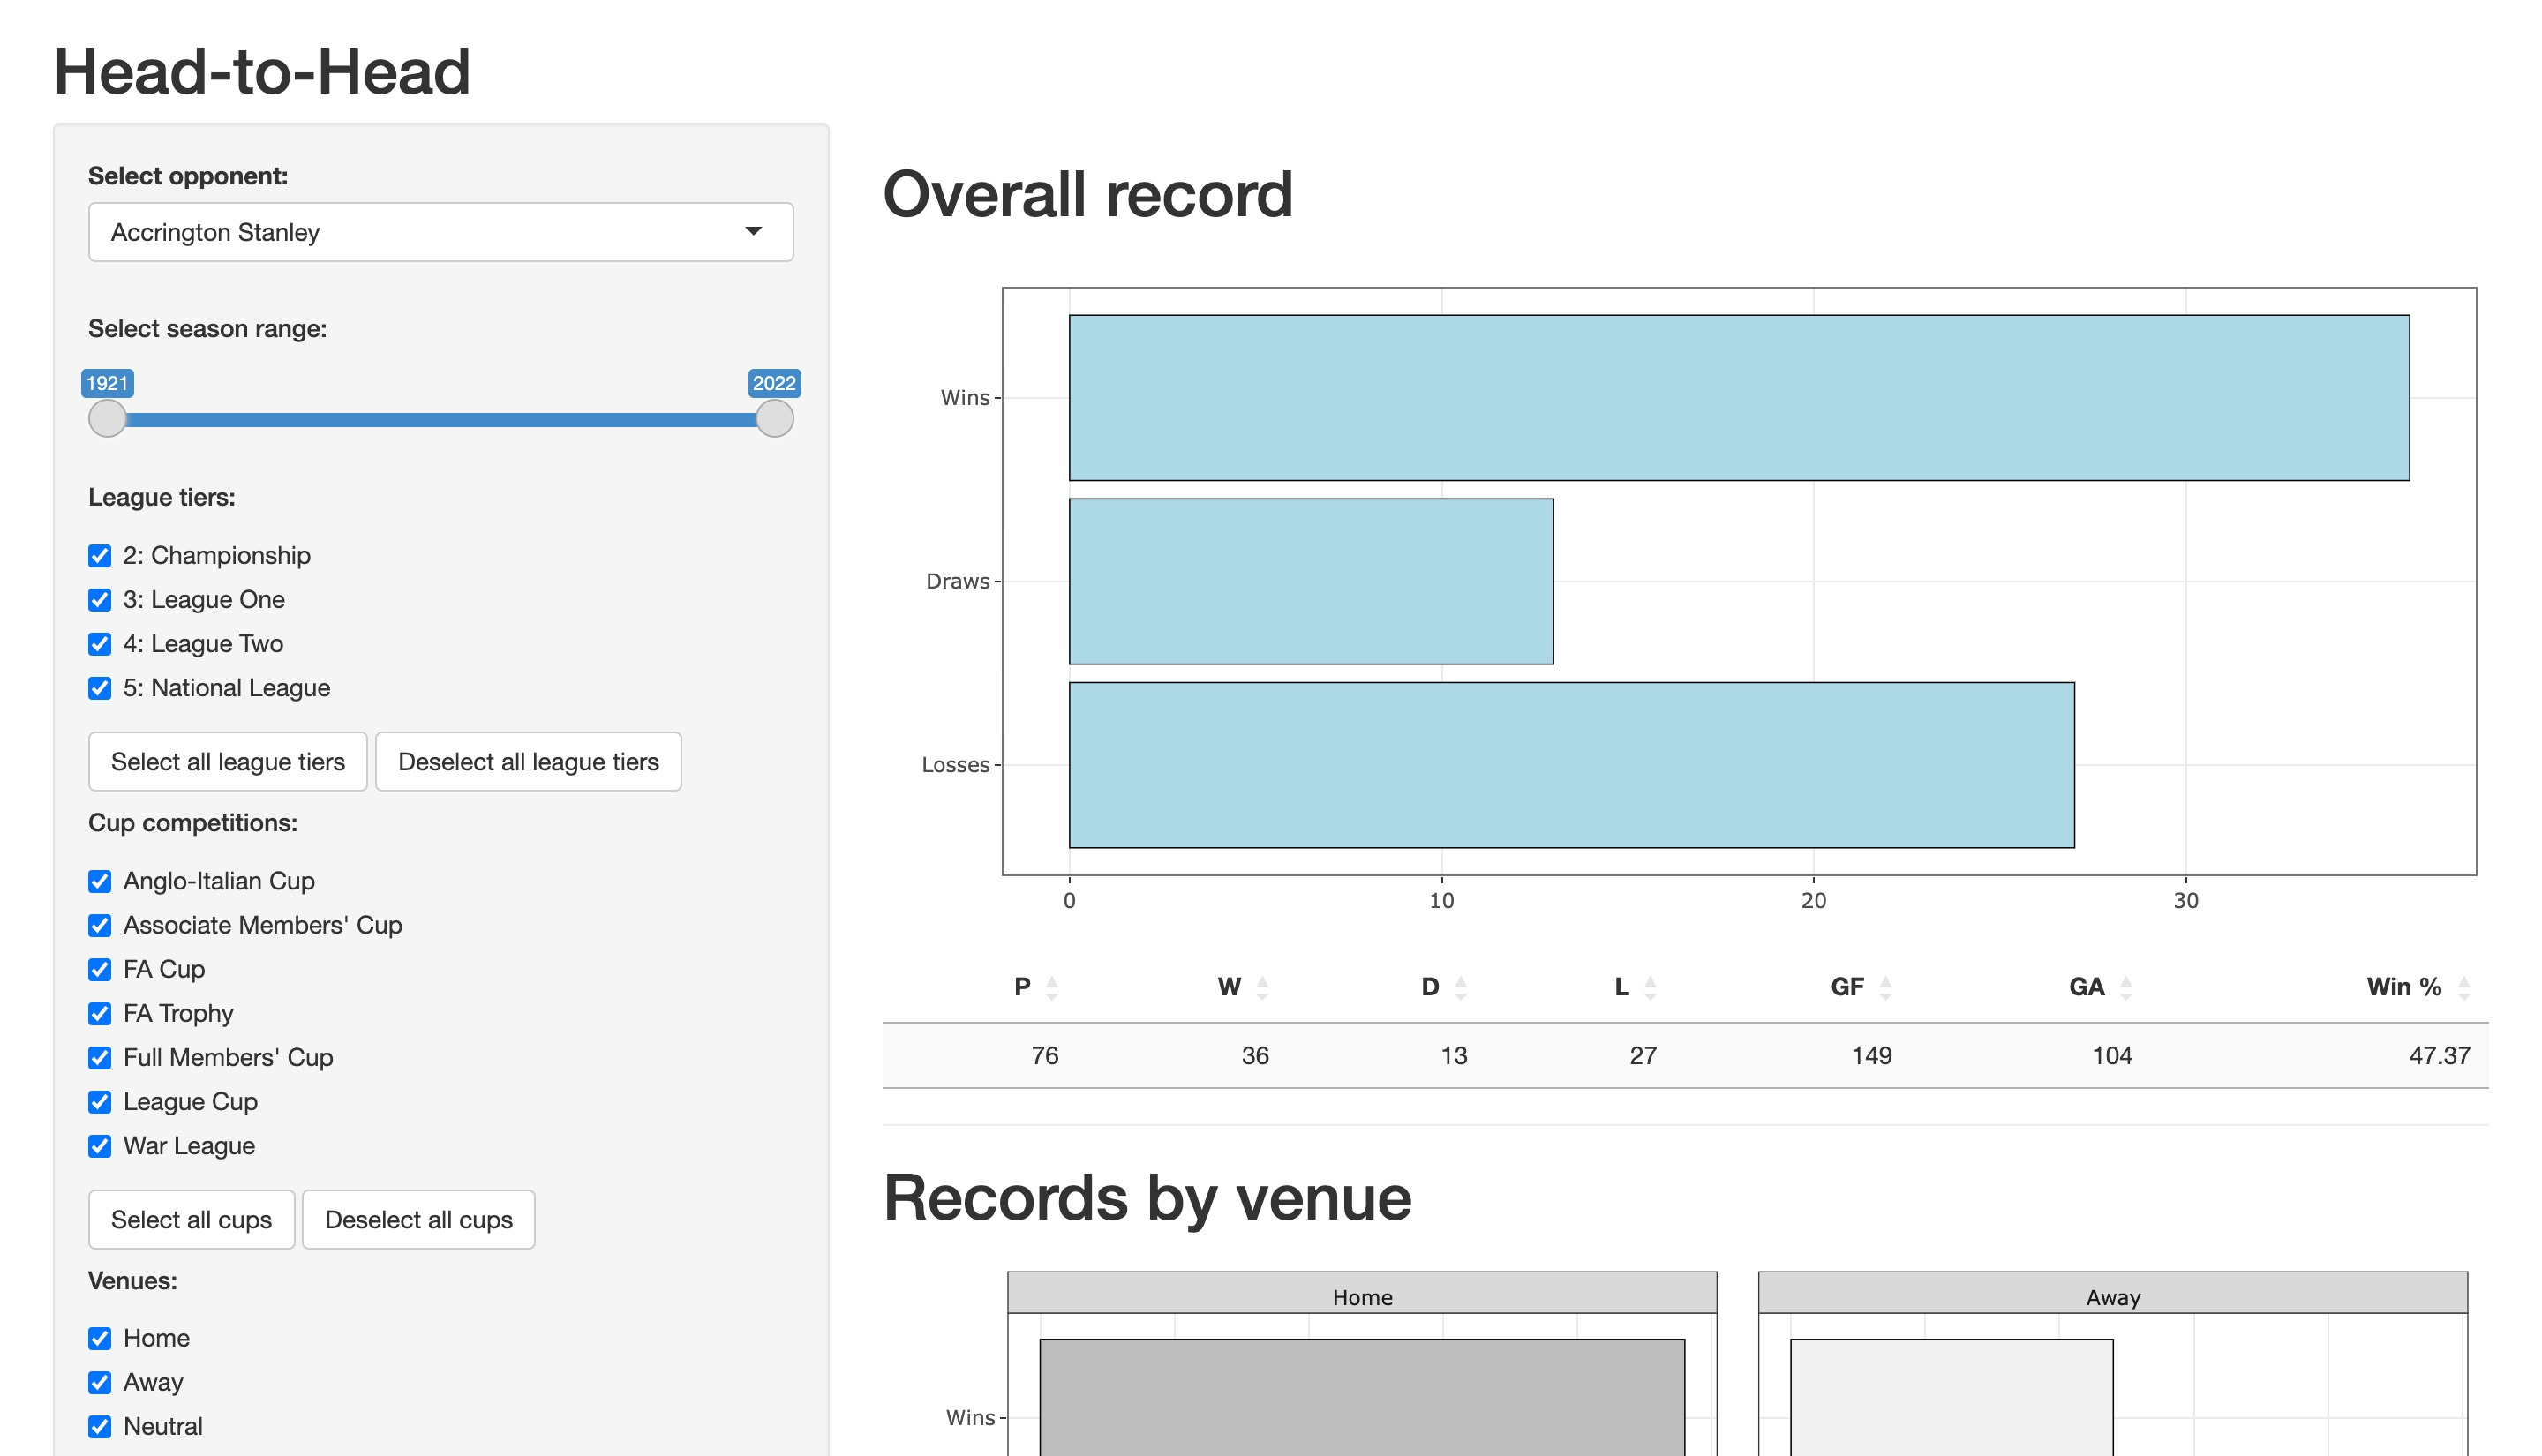 Head-to-Head
Select opponent:
Accrington Stanley
Select season range:
1921 2022
League tiers:
2: Championship
3: League One
4: League Two
5: National League
Select all league tiers Deselect all league tiers
Cup competitions:
Anglo-Italian Cup
Associate Members' Cup
FA Cup
FA Trophy
Full Members' Cup
League Cup
War League
Select all cups Deselect all cups
Venues:
Home
Away
Neutral
Overall record
Wins
Draws
Losses
0 10 20 30
P W D L GF GA Win %
76 36 13 27 149 104 47.37
Records by venue
Home Away
Wins